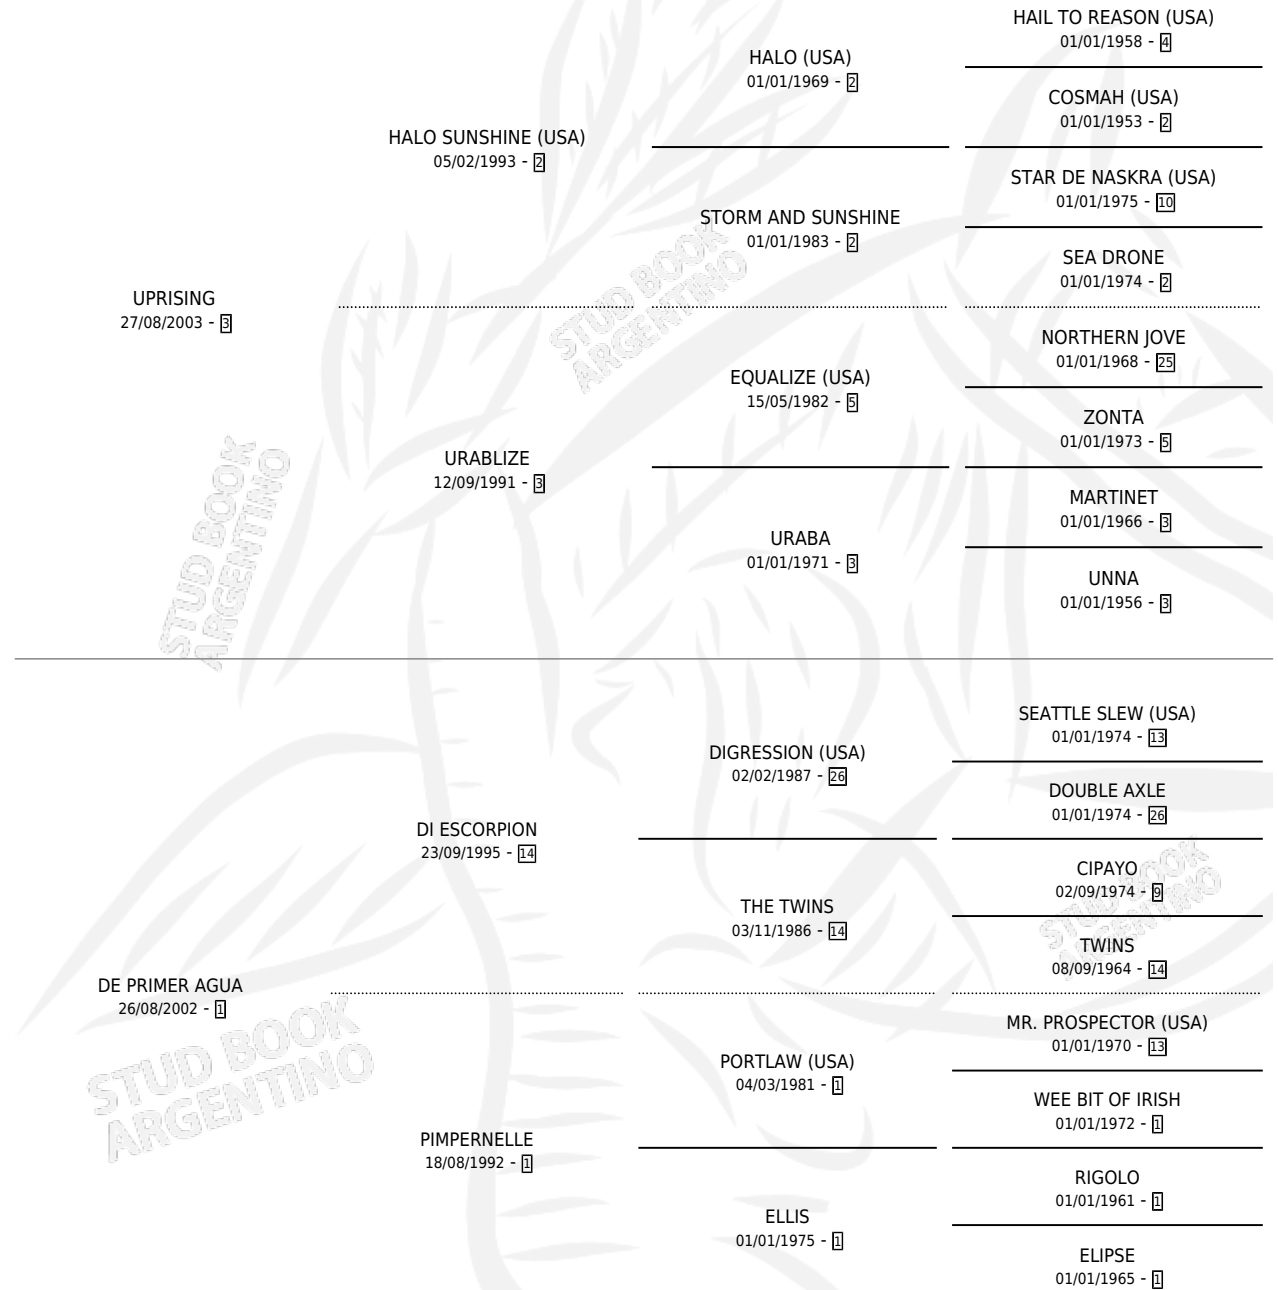 HAIL TO REASON (USA)
01/01/1958 - 4
HALO (USA)
01/01/1969 - 2
COSMAH (USA)
01/01/1953 - 2
HALO SUNSHINE (USA)
05/02/1993 - 2
STAR DE NASKRA (USA)
01/01/1975 - 10
STORM AND SUNSHINE
01/01/1983 - 2
SEA DRONE
01/01/1974 - 2
UPRISING
27/08/2003 - 3
NORTHERN JOVE
01/01/1968 - 25
EQUALIZE (USA)
15/05/1982 - 5
ZONTA
01/01/1973 - 5
URABLIZE
12/09/1991 - 3
MARTINET
01/01/1966 - 3
URABA
01/01/1971 - 3
UNNA
01/01/1956 - 3
STUD BOOK
ARGENTINO
STUD BOOK
ARGENTINO
SEATTLE SLEW (USA)
01/01/1974 - 13
DIGRESSION (USA)
02/02/1987 - 26
DOUBLE AXLE
01/01/1974 - 26
DI ESCORPION
23/09/1995 - 14
CIPAYO
02/09/1974 - 9
THE TWINS
03/11/1986 - 14
TWINS
08/09/1964 - 14
DE PRIMER AGUA
26/08/2002 - 1
MR. PROSPECTOR (USA)
01/01/1970 - 13
PORTLAW (USA)
04/03/1981 - 1
WEE BIT OF IRISH
01/01/1972 - 1
PIMPERNELLE
18/08/1992 - 1
RIGOLO
01/01/1961 - 1
ELLIS
01/01/1975 - 1
ELIPSE
01/01/1965 - 1
STUD BOOK
ARGENTINO
STUD BOOK
ARGENTINO